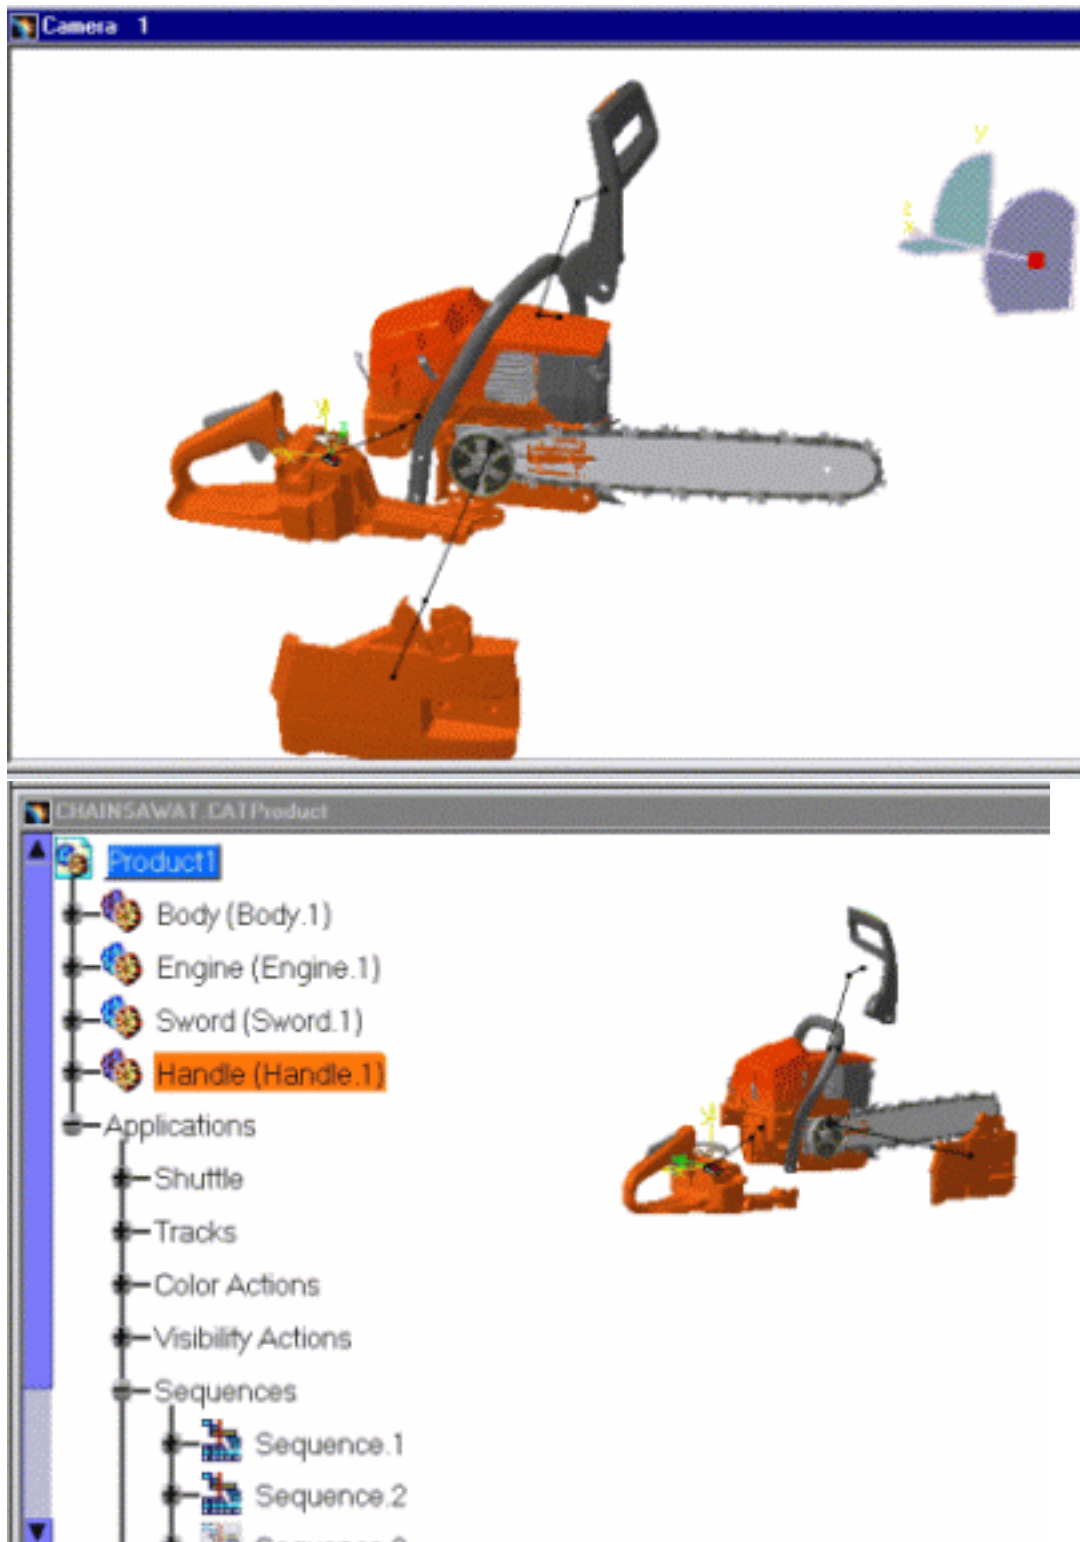 Camera 1
y
z
x
CHAINSAWAT.CATProduct
Product1
Body (Body.1)
Engine (Engine.1)
Sword (Sword.1)
Handle (Handle.1)
Applications
Shuttle
Tracks
Color Actions
Visibility Actions
Sequences
Sequence.1
Sequence.2